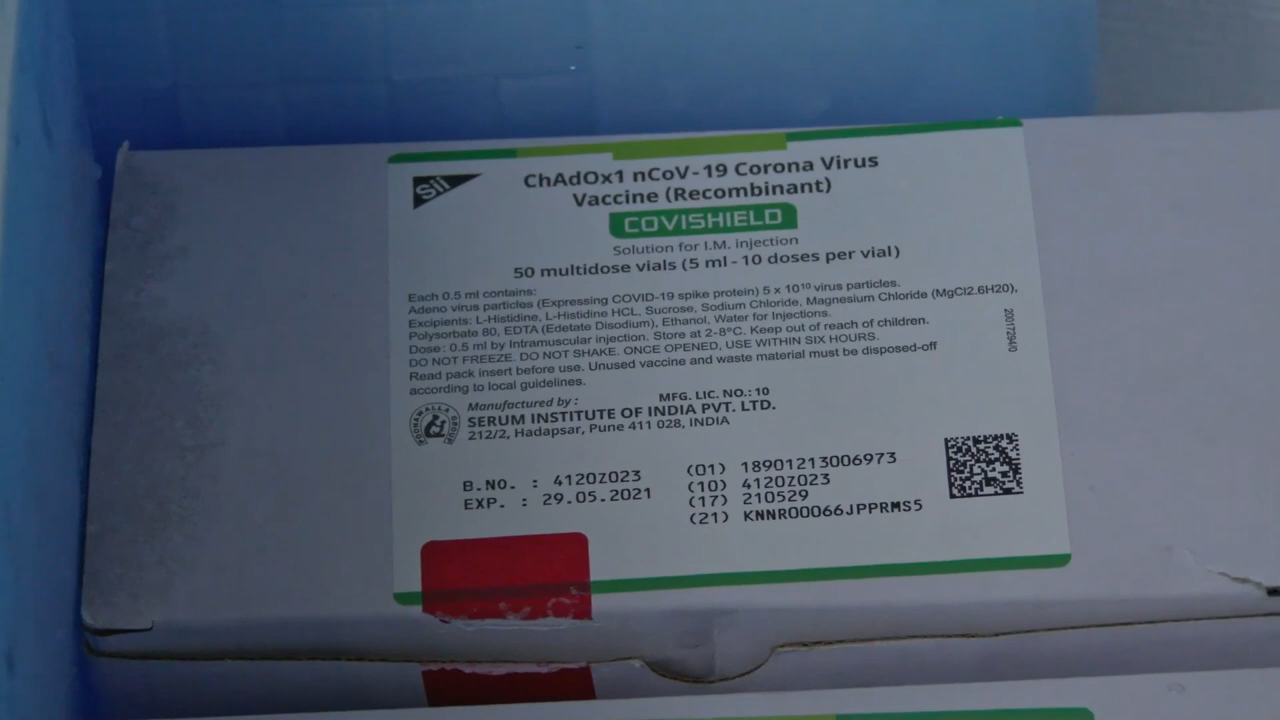 Sii
ChAdOx1 nCoV-19 Corona Virus
Vaccine (Recombinant)
COVISHIELD
Solution for I.M. injection
50 multidose vials (5 ml - 10 doses per vial)
Each 0.5 ml contains:
Adeno virus particles (Expressing COVID-19 spike protein) 5 x 10¹⁰ virus particles.
Excipients: L-Histidine, L-Histidine HCL, Sucrose, Sodium Chloride, Magnesium Chloride (MgCl2.6H20),
Polysorbate 80, EDTA (Edetate Disodium), Ethanol, Water for Injections.
Dose: 0.5 ml by Intramuscular injection. Store at 2-8°C. Keep out of reach of children.
DO NOT FREEZE. DO NOT SHAKE. ONCE OPENED, USE WITHIN SIX HOURS.
Read pack insert before use. Unused vaccine and waste material must be disposed-off
according to local guidelines.
20017294/0
Manufactured by : MFG. LIC. NO.: 10
SERUM INSTITUTE OF INDIA PVT. LTD.
212/2, Hadapsar, Pune 411 028, INDIA
POONAWALLA GROUP
B.NO. : 4120Z023
EXP. : 29.05.2021
(01) 18901213006973
(10) 4120Z023
(17) 210529
(21) KNNR00066JPPRMS5